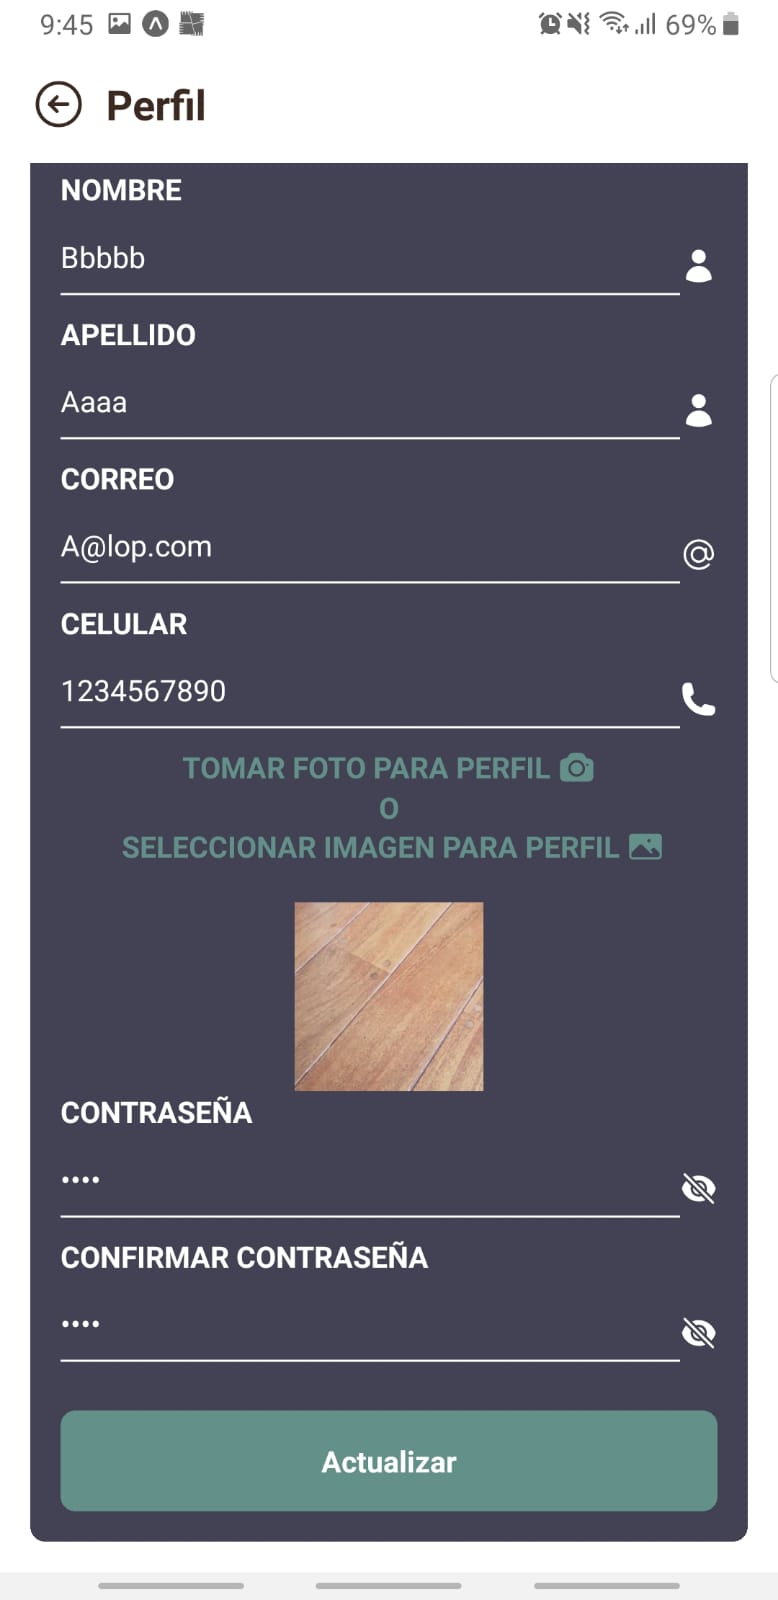 9:45 69%
Perfil
NOMBRE
Bbbbb
APELLIDO
Aaaa
CORREO
A@lop.com
CELULAR
1234567890
TOMAR FOTO PARA PERFIL
O
SELECCIONAR IMAGEN PARA PERFIL
CONTRASEÑA
••••
CONFIRMAR CONTRASEÑA
••••
Actualizar